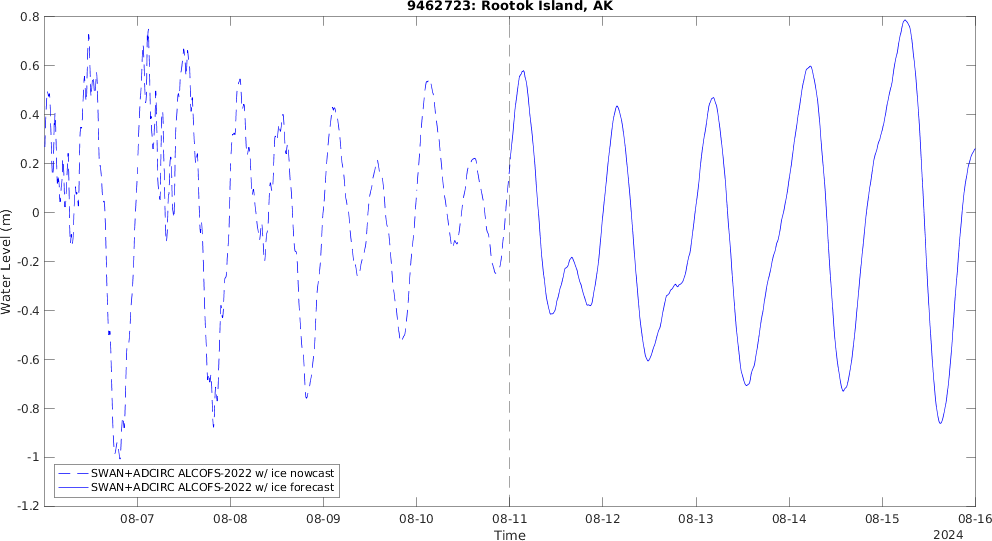 9462723: Rootok Island, AK
0.8
0.6
0.4
0.2
0
-0.2
-0.4
-0.6
-0.8
-1
-1.2
Water Level (m)
SWAN+ADCIRC ALCOFS-2022 w/ ice nowcast
SWAN+ADCIRC ALCOFS-2022 w/ ice forecast
08-07 08-08 08-09 08-10 08-11 08-12 08-13 08-14 08-15 08-16
Time
2024